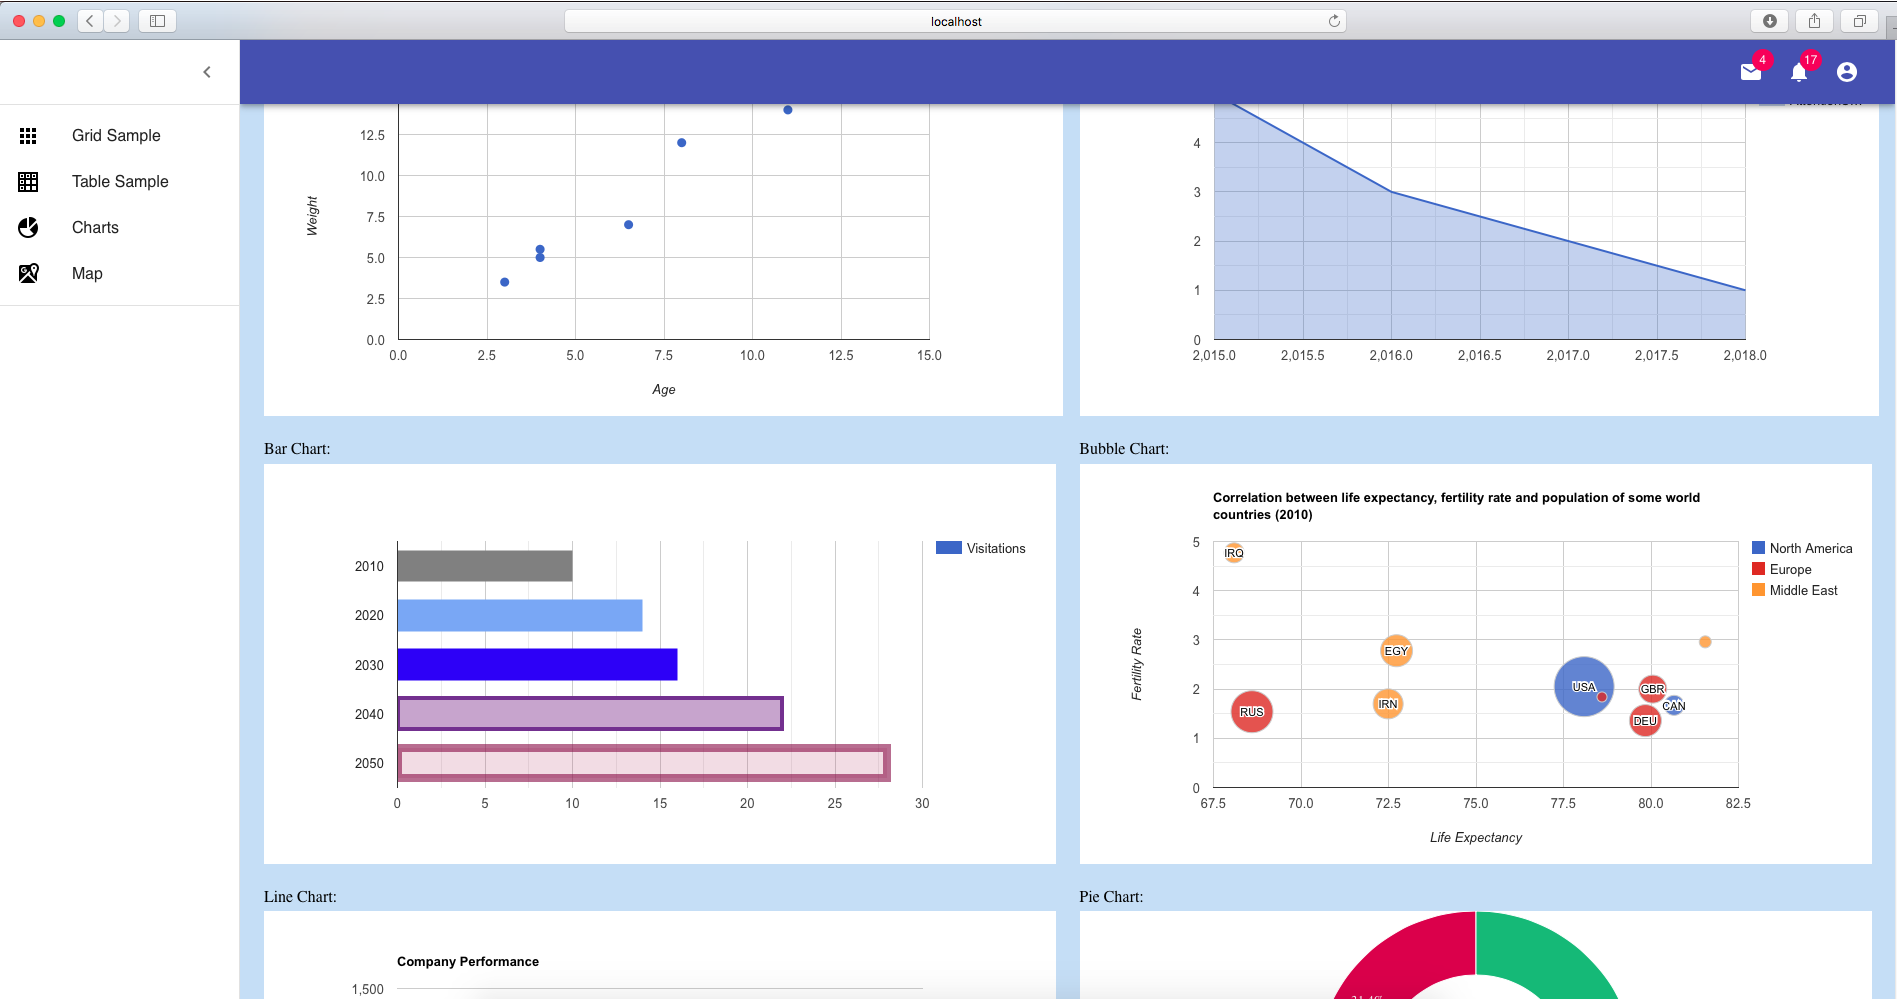 localhost
4
17
Grid Sample
Table Sample
Charts
Map
12.5
10.0
7.5
5.0
2.5
0.0
Weight
0.0 2.5 5.0 7.5 10.0 12.5 15.0
Age
4
3
2
1
0
2,015.0 2,015.5 2,016.0 2,016.5 2,017.0 2,017.5 2,018.0
Bar Chart:
2010
2020
2030
2040
2050
0 5 10 15 20 25 30
Visitations
Bubble Chart:
Correlation between life expectancy, fertility rate and population of some world
countries (2010)
5
4
3
2
1
0
Fertility Rate
IRQ
EGY
IRN
RUS
USA
GBR
CAN
DEU
67.5 70.0 72.5 75.0 77.5 80.0 82.5
Life Expectancy
North America
Europe
Middle East
Line Chart:
Company Performance
1,500
Pie Chart: